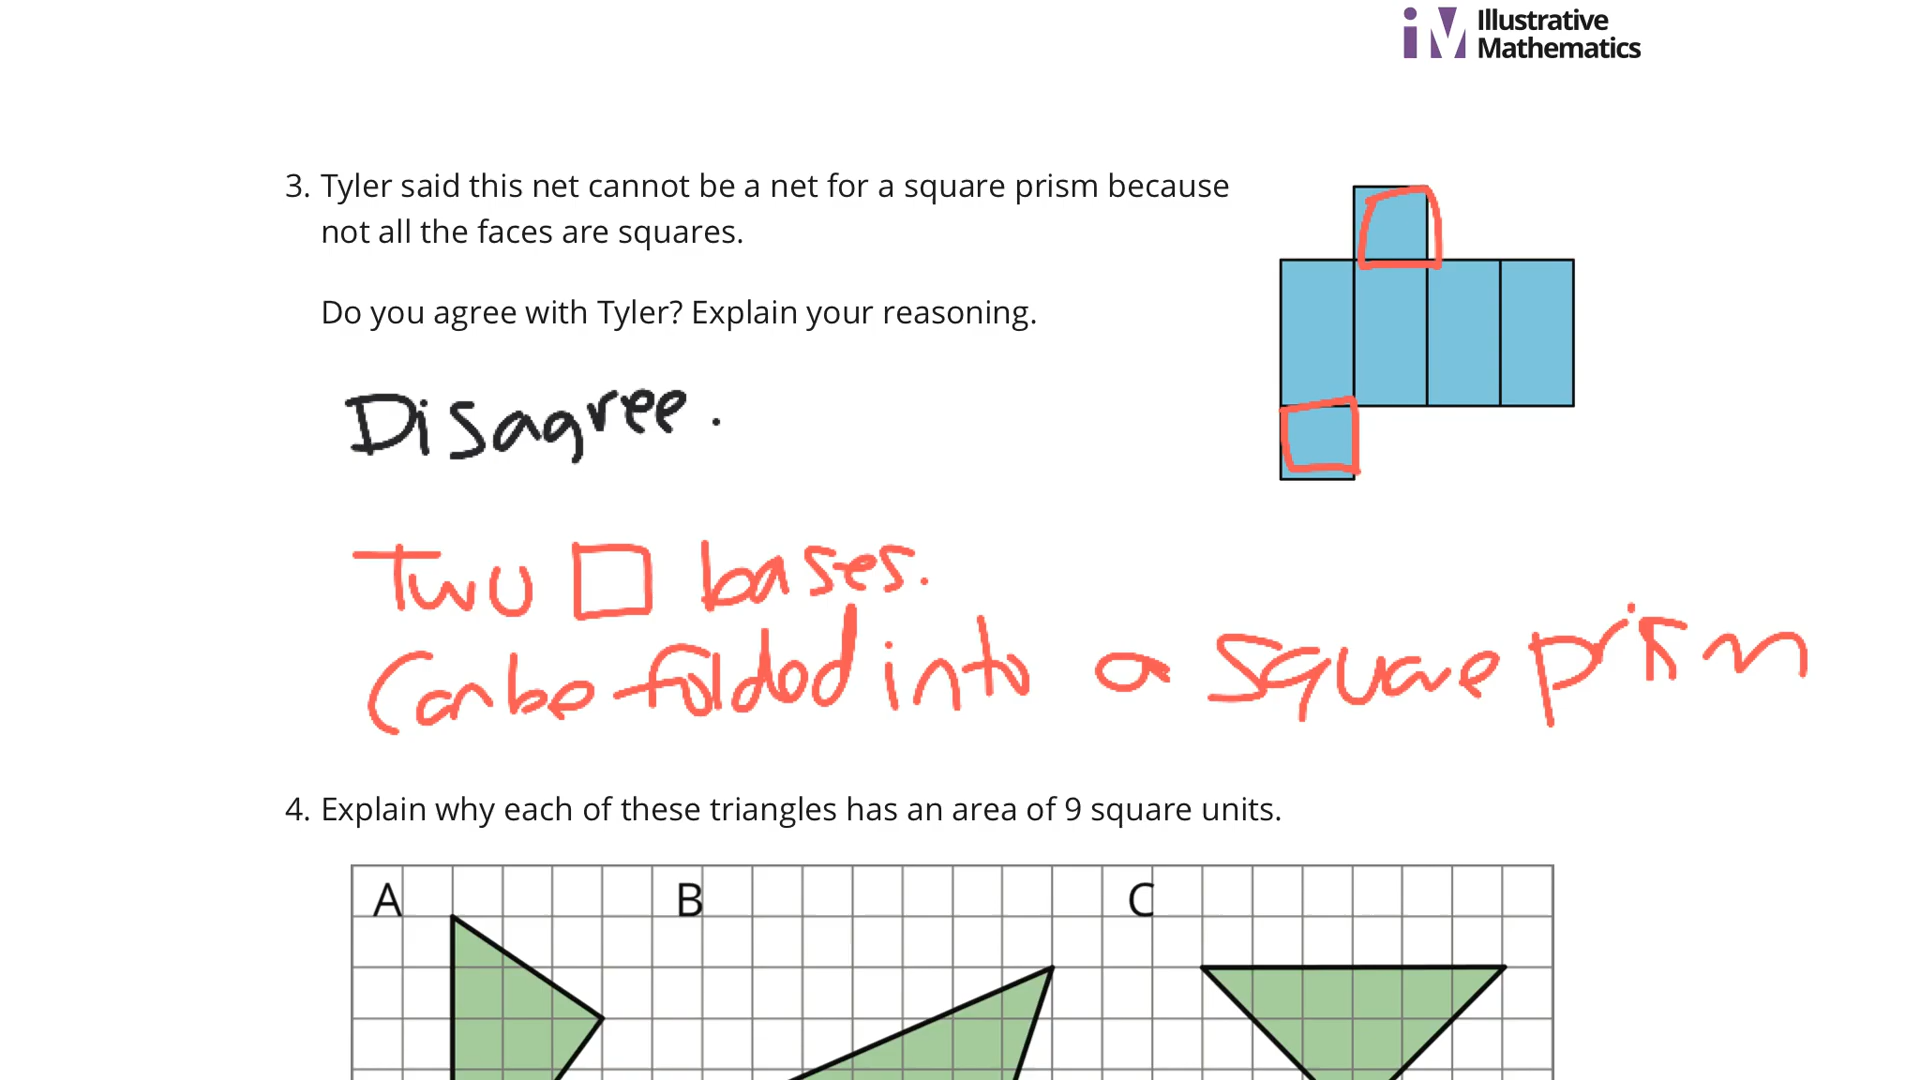 Illustrative
Mathematics
3. Tyler said this net cannot be a net for a square prism because
not all the faces are squares.
Do you agree with Tyler? Explain your reasoning.
Disagree.
Two □ bases.
Can be folded into a square prism
4. Explain why each of these triangles has an area of 9 square units.
A B C